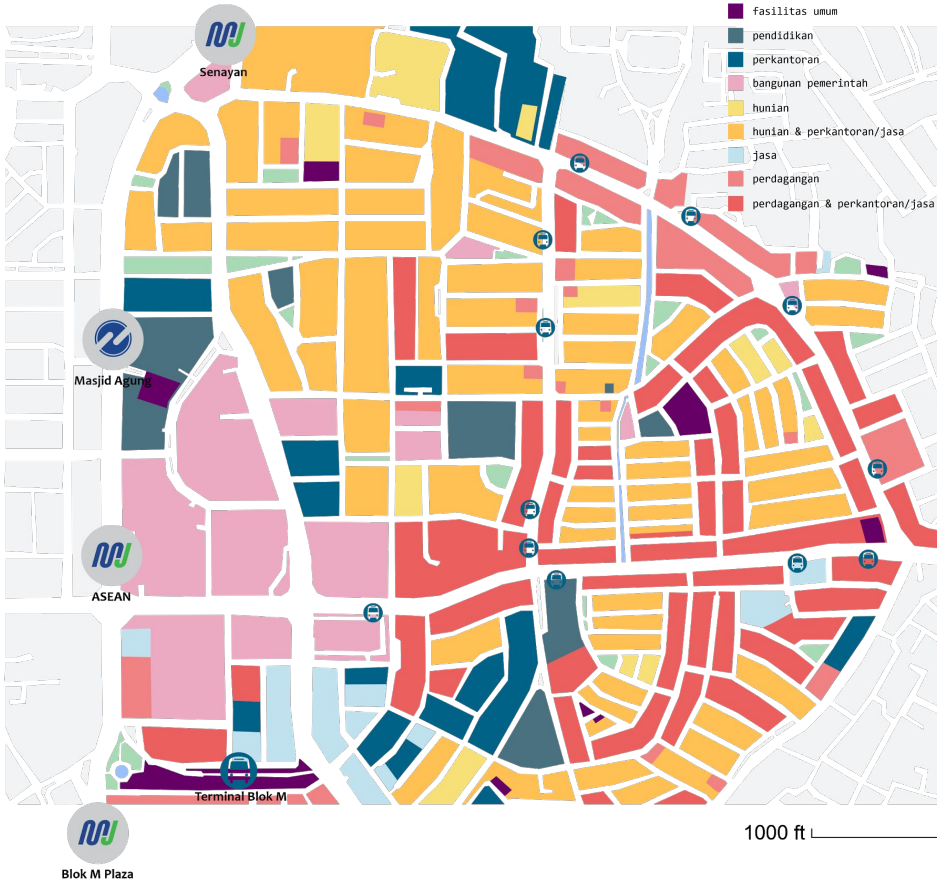 fasilitas umum
pendidikan
perkantoran
bangunan pemerintah
hunian
hunian & perkantoran/jasa
jasa
perdagangan
perdagangan & perkantoran/jasa
Senayan
Masjid Agung
ASEAN
Terminal Blok M
Blok M Plaza
1000 ft